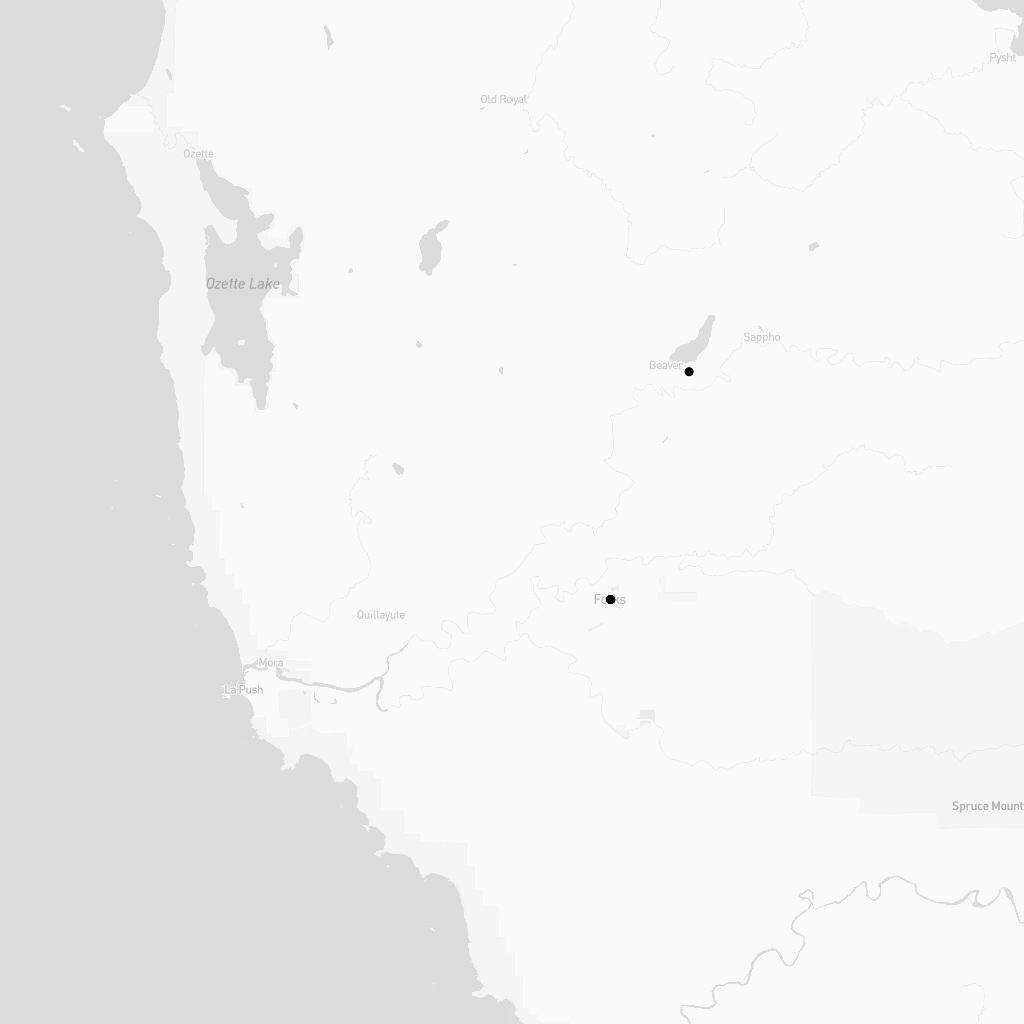 Pysht
Old Royal
Ozette
Ozette Lake
Sappho
Beaver
Forks
Quillayute
Mora
La Push
Spruce Mount